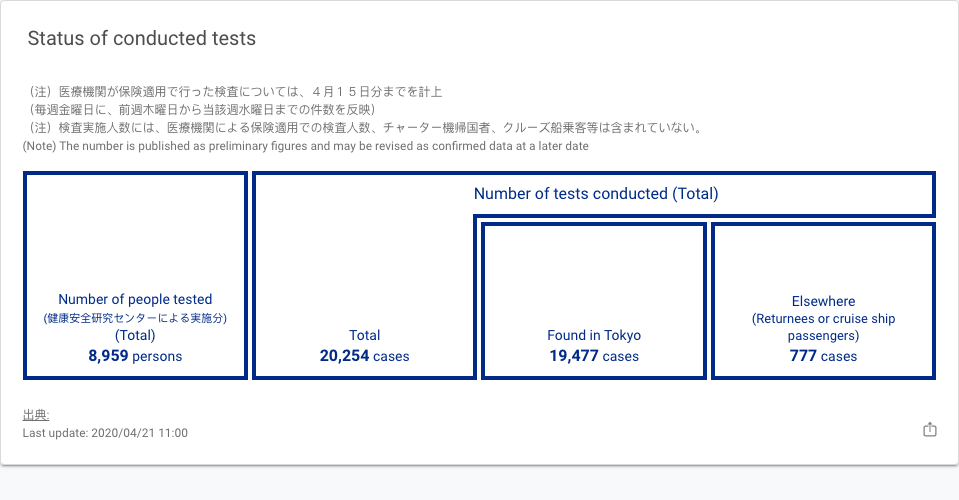 Status of conducted tests
（注）医療機関が保険適用で行った検査については、４月１５日分までを計上
（毎週金曜日に、前週木曜日から当該週水曜日までの件数を反映）
（注）検査実施人数には、医療機関による保険適用での検査人数、チャーター機帰国者、クルーズ船乗客等は含まれていない。
(Note) The number is published as preliminary figures and may be revised as confirmed data at a later date
Number of tests conducted (Total)
Number of people tested
(健康安全研究センターによる実施分)
(Total)
8,959 persons
Total
20,254 cases
Found in Tokyo
19,477 cases
Elsewhere
(Returnees or cruise ship
passengers)
777 cases
出典:
Last update: 2020/04/21 11:00